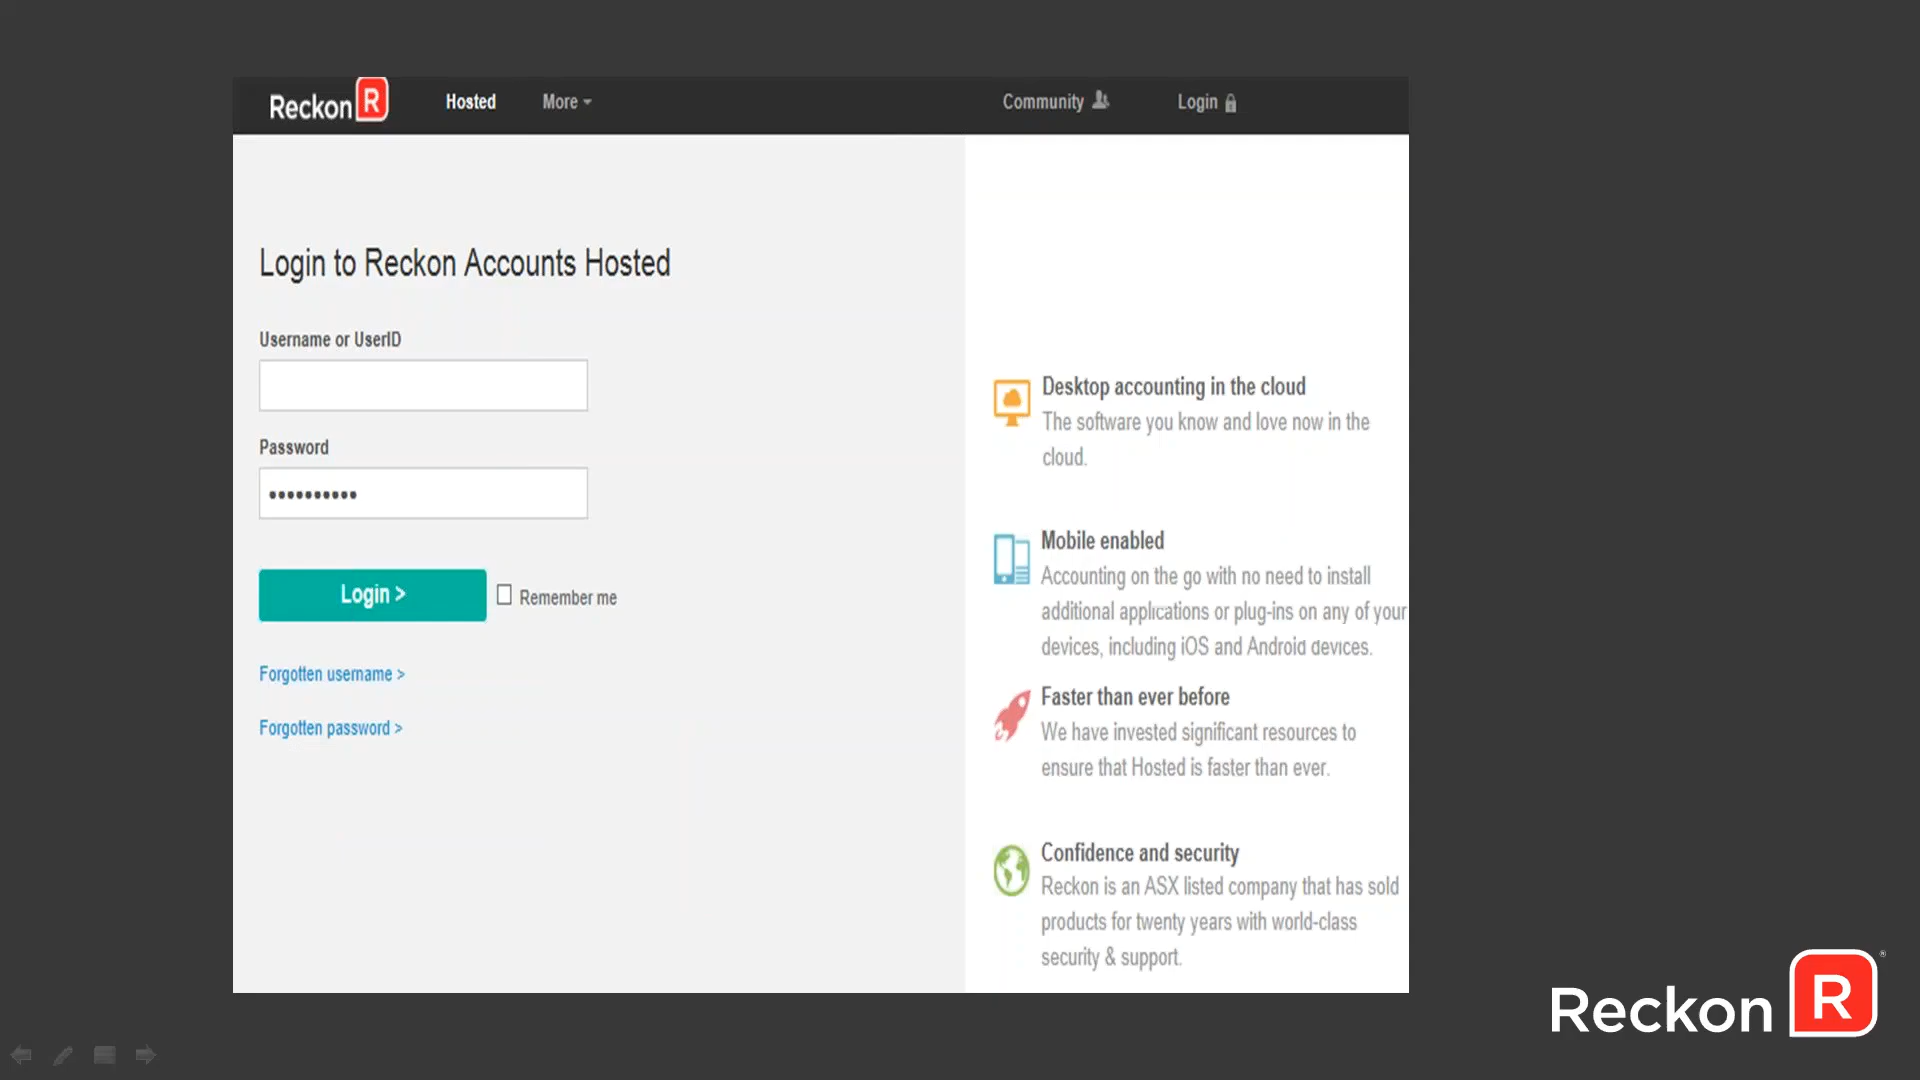 Reckon R Hosted More Community Login
Login to Reckon Accounts Hosted
Username or UserID
Password
••••••••••
Login > Remember me
Forgotten username >
Forgotten password >
Desktop accounting in the cloud
The software you know and love now in the
cloud.
Mobile enabled
Accounting on the go with no need to install
additional applications or plug-ins on any of your
devices, including iOS and Android devices.
Faster than ever before
We have invested significant resources to
ensure that Hosted is faster than ever.
Confidence and security
Reckon is an ASX listed company that has sold
products for twenty years with world-class
security & support.
Reckon R®